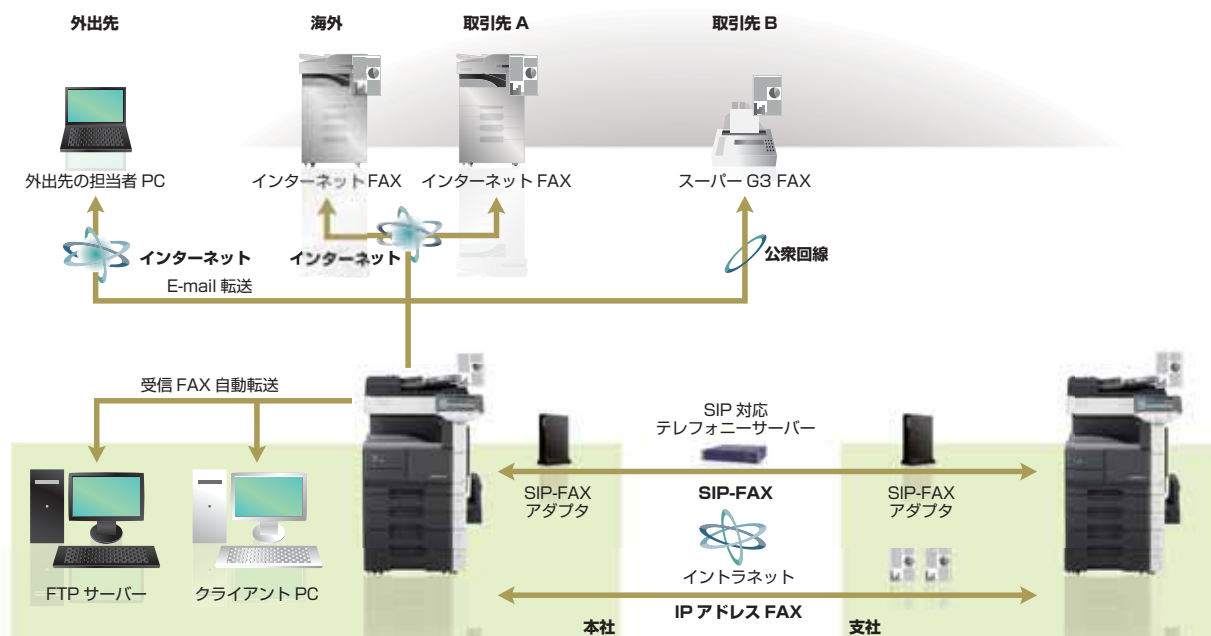 外出先
海外
取引先 A
取引先 B
外出先の担当者 PC
インターネット FAX
インターネット FAX
スーパー G3 FAX
インターネット
インターネット
公衆回線
E-mail 転送
受信 FAX 自動転送
SIP 対応
テレフォニーサーバー
SIP-FAX
アダプタ
SIP-FAX
SIP-FAX
アダプタ
イントラネット
FTP サーバー
クライアント PC
IP アドレス FAX
本社
支社